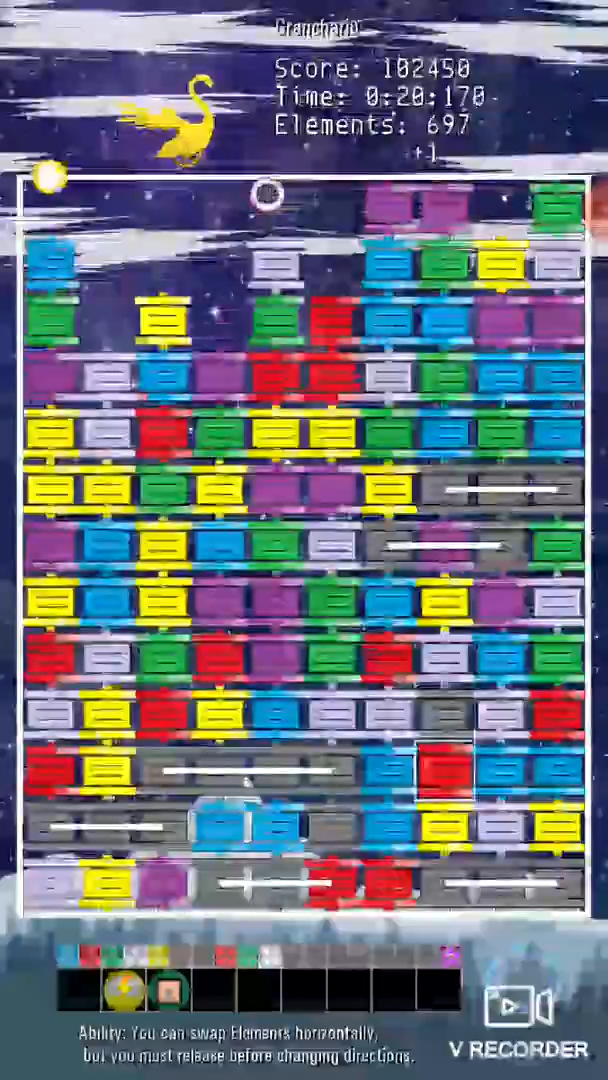 Score: 102450
Time: 0:20:170
Elements: 697
+1
Ability: You can swap Elements horizontally,
but you must release before changing directions.
V RECORDER